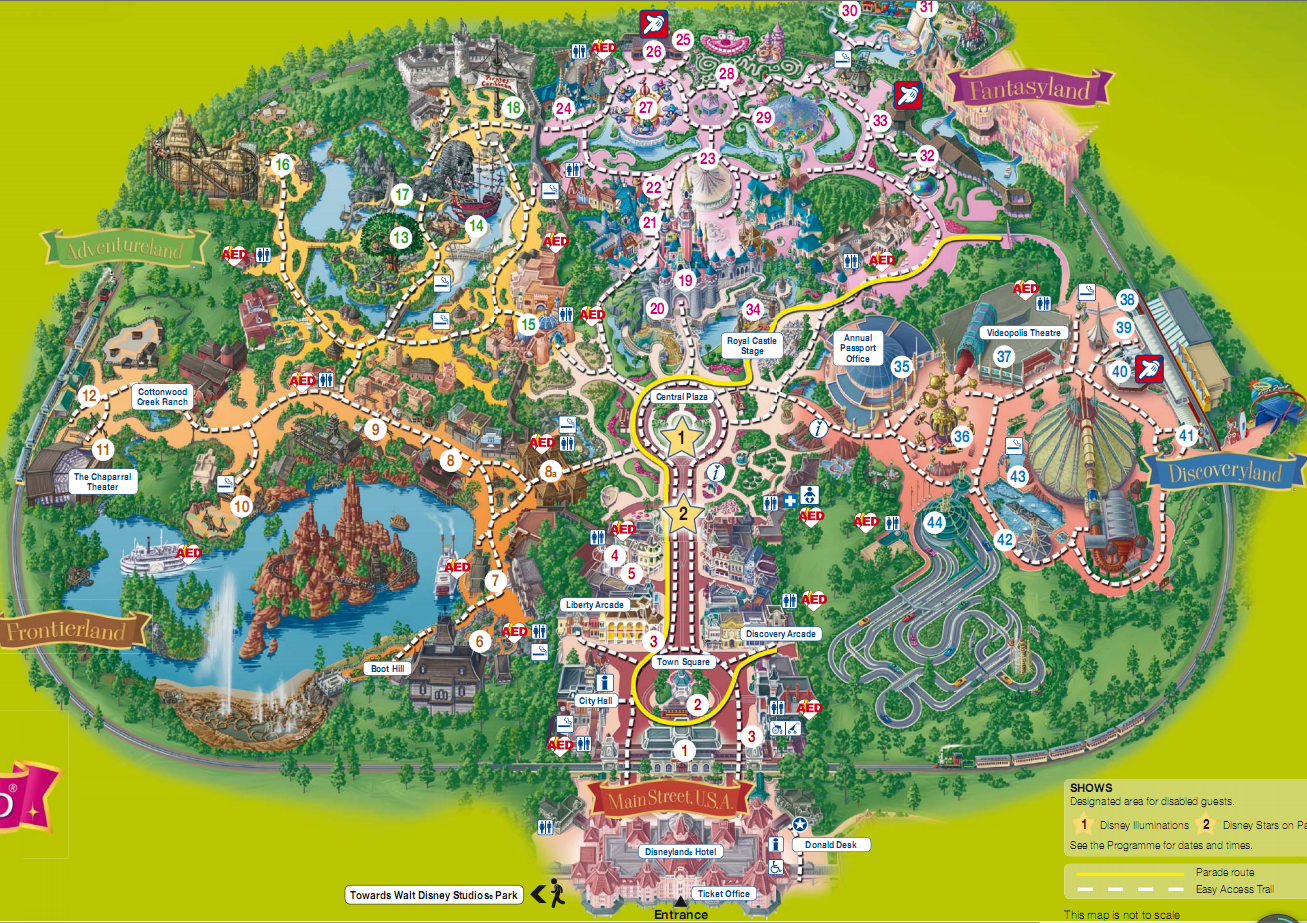 30
31
25
26
AED
28
Fantasyland
Pirates
18
24
27
29
33
16
23
32
17
22
21
13
14
Adventureland
AED
AED
AED
19
AED
38
20
34
15
AED
39
Royal Castle
Stage
Annual
Passport
Office
35
Videopolis Theatre
37
40
AED
12
Cottonwood
Creek Ranch
Central Plaza
9
1
i
36
41
11
AED
8
8a
The Chaparral
Theater
i
43
Discoveryland
10
2
AED
AED
44
42
AED
AED
4
5
AED
7
Liberty Arcade
AED
Frontierland
6
AED
3
Discovery Arcade
Boot Hill
Town Square
i
City Hall
2
AED
AED
1
3
Main Street, U.S.A.
SHOWS
Designated area for disabled guests.
1 Disney Illuminations 2 Disney Stars on Pa
See the Programme for dates and times.
Disneyland® Hotel
i
Donald Desk
Parade route
Easy Access Trail
Towards Walt Disney Studios® Park
Ticket Office
Entrance
This map is not to scale